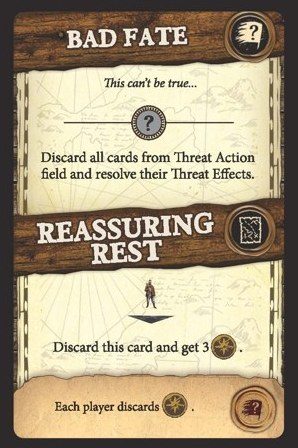 BAD FATE
This can't be true...
?
Discard all cards from Threat Action
field and resolve their Threat Effects.
REASSURING
REST
Discard this card and get 3 .
Each player discards .